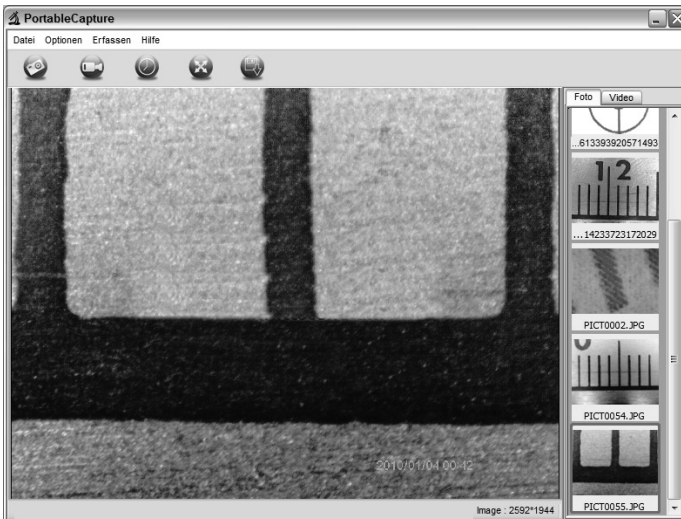 PortableCapture
Datei Optionen Erfassen Hilfe
Foto Video
...613393920571493
1 2
...14233723172029
PICT0002.JPG
0
PICT0054.JPG
2010/01/04 00:42
PICT0055.JPG
Image : 2592*1944